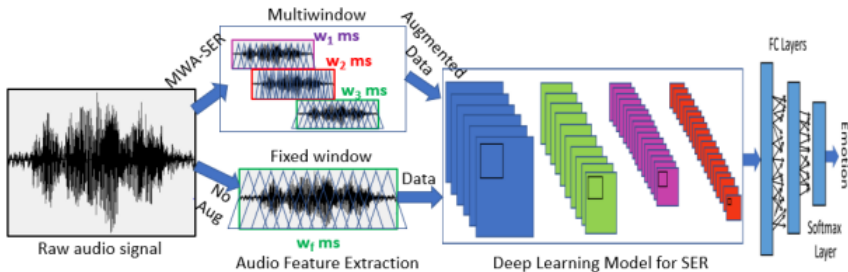 Multiwindow
MWA-SER
w1 ms
w2 ms
w3 ms
Augmented
Data
Raw audio signal
No
Aug
Fixed window
wf ms
Data
Audio Feature Extraction
Deep Learning Model for SER
FC Layers
Softmax
Layer
Emotion